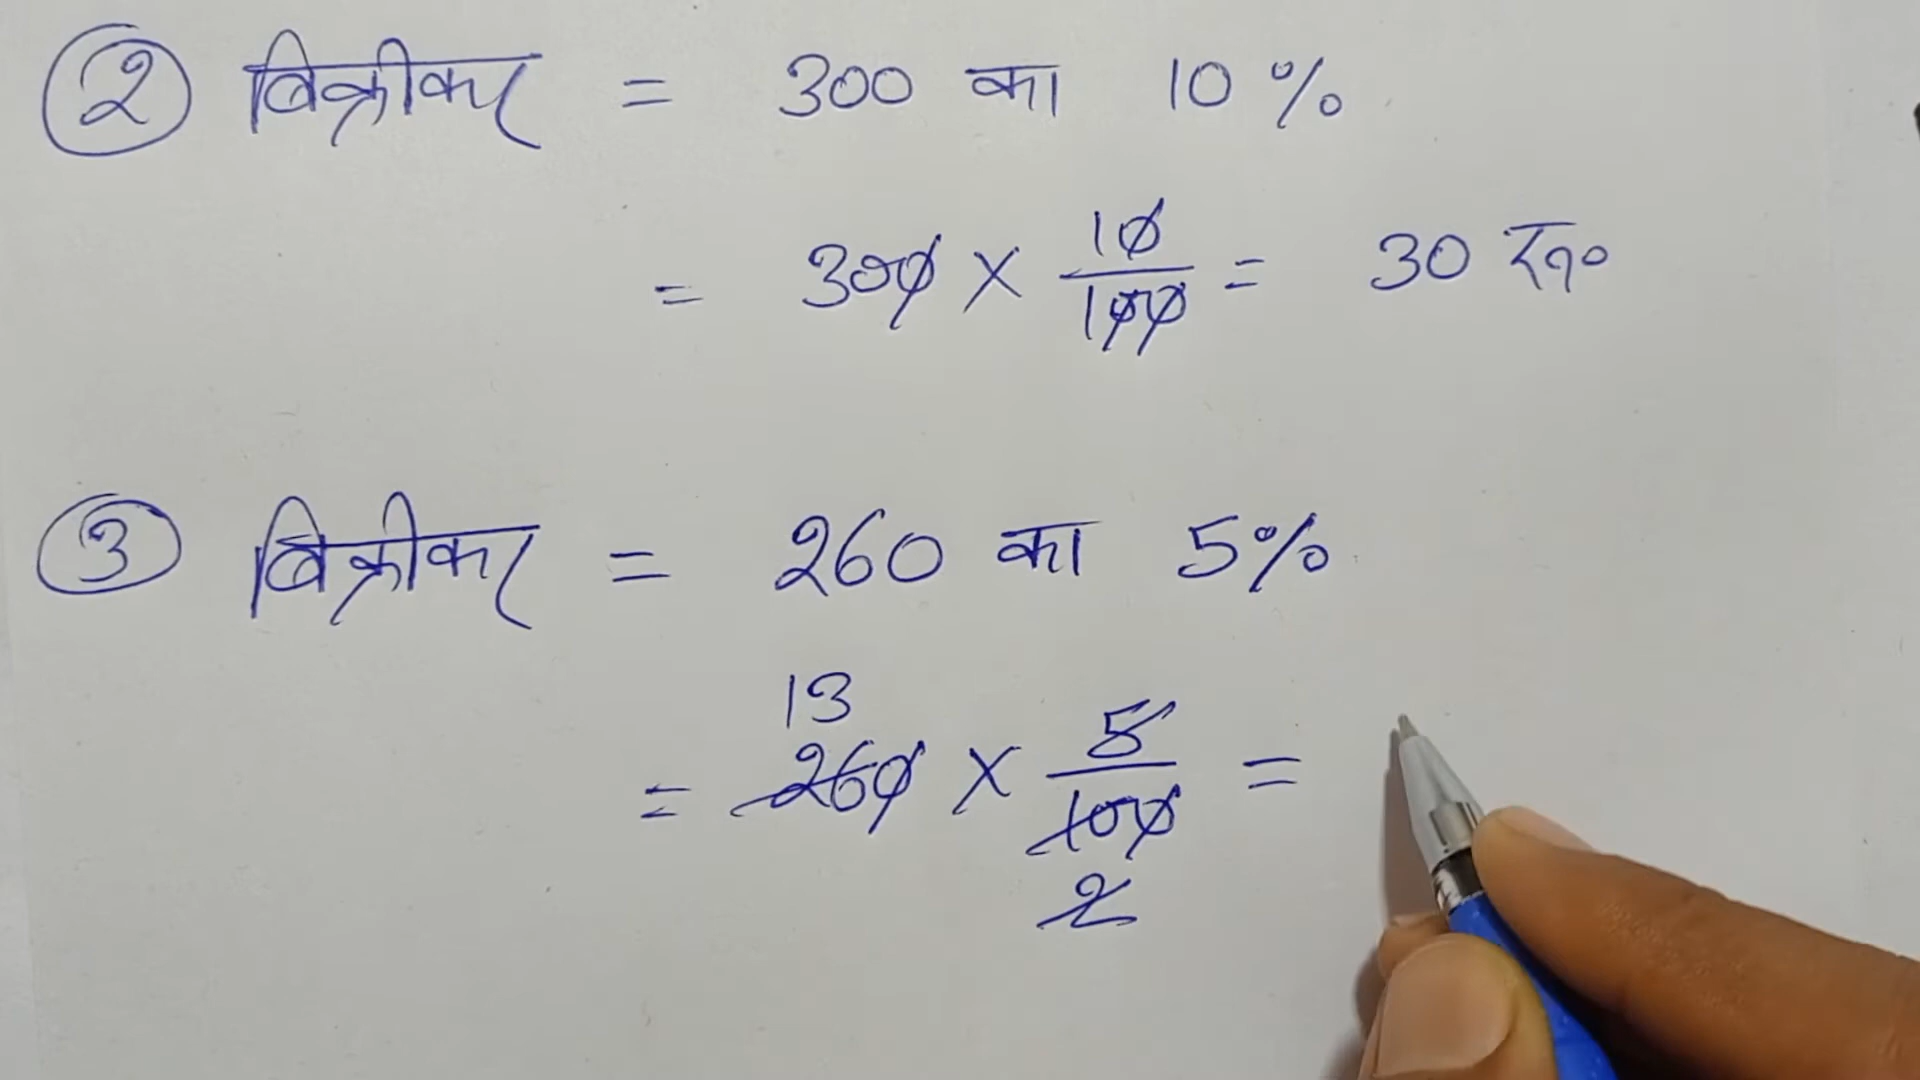 ② बिक्रीकर = 300 का 10%
= 300 × 10/100 = 30 रु०
③ बिक्रीकर = 260 का 5%
13
= 260 × 5/100 =
2